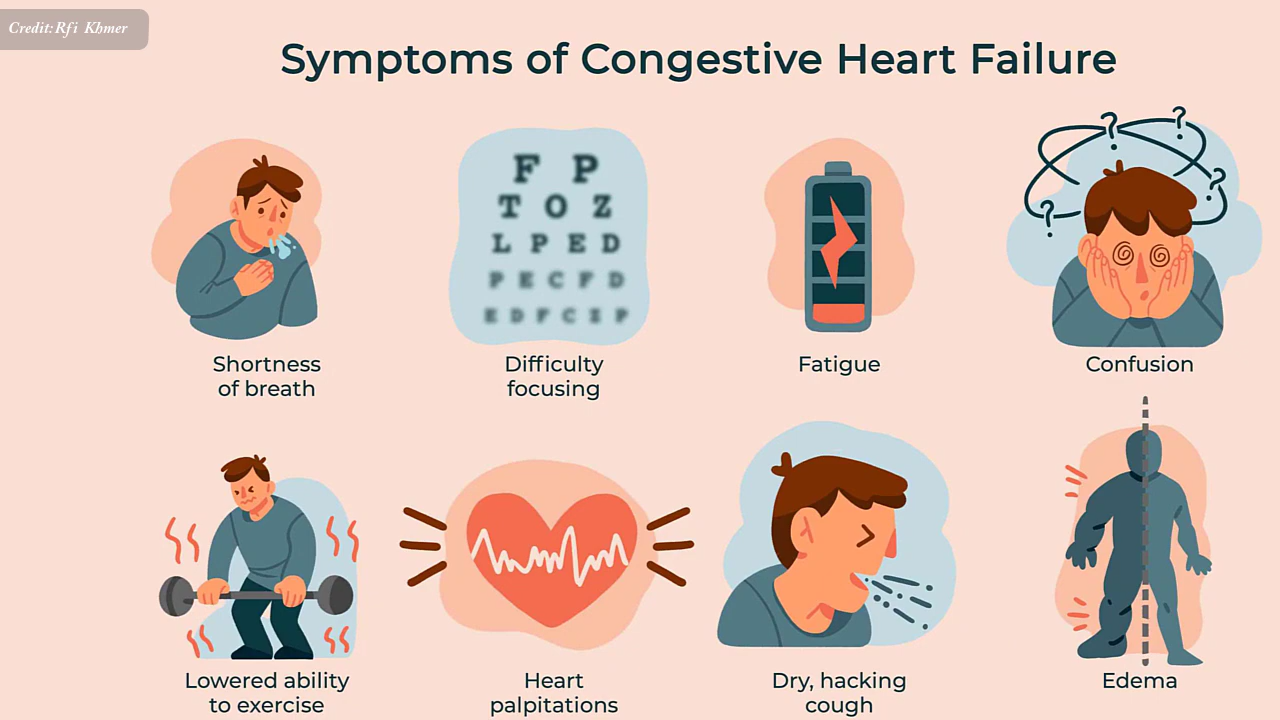 Credit:Rfi Khmer
Symptoms of Congestive Heart Failure
F P
T O Z
L P E D
P E C F D
E D F C Z P
Shortness
of breath
Difficulty
focusing
Fatigue
? ? ? ?
Confusion
Lowered ability
to exercise
Heart
palpitations
Dry, hacking
cough
Edema